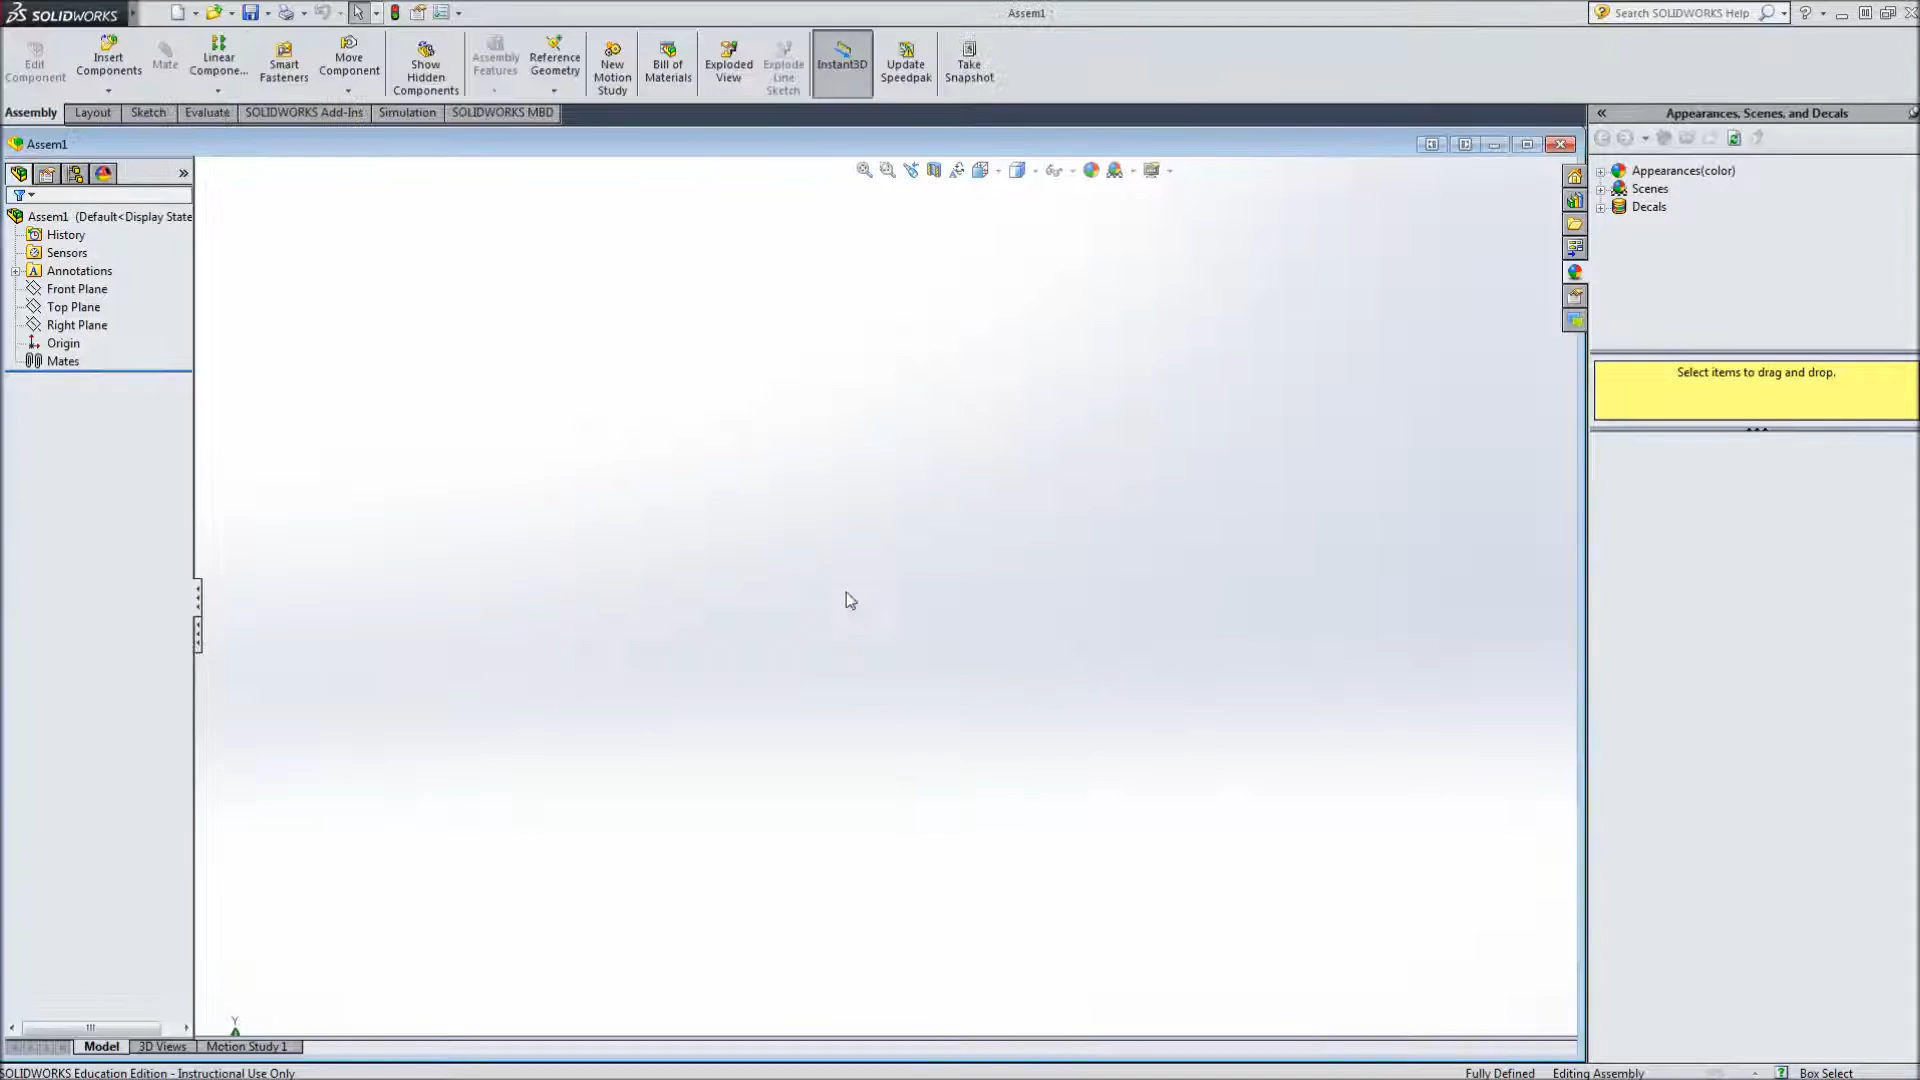 SOLIDWORKS
Assem1
Search SOLIDWORKS Help
Edit Component
Insert Components
Mate
Linear Compone...
Smart Fasteners
Move Component
Show Hidden Components
Assembly Features
Reference Geometry
New Motion Study
Bill of Materials
Exploded View
Explode Line Sketch
Instant3D
Update Speedpak
Take Snapshot
Assembly
Layout
Sketch
Evaluate
SOLIDWORKS Add-Ins
Simulation
SOLIDWORKS MBD
Appearances, Scenes, and Decals
Assem1
Assem1 (Default<Display State
History
Sensors
Annotations
Front Plane
Top Plane
Right Plane
Origin
Mates
Appearances(color)
Scenes
Decals
Select items to drag and drop.
Y
Model
3D Views
Motion Study 1
SOLIDWORKS Education Edition - Instructional Use Only
Fully Defined
Editing Assembly
Box Select